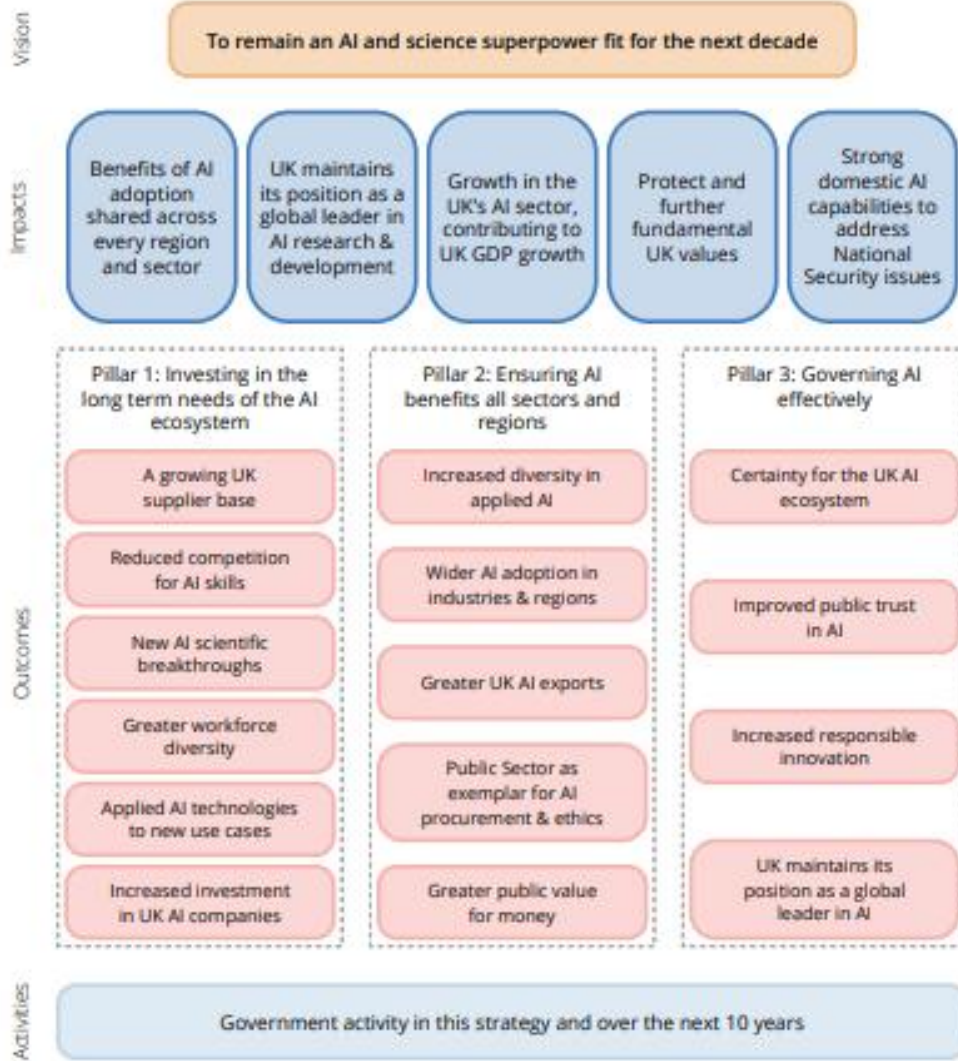 Vision
To remain an AI and science superpower fit for the next decade
Impacts
Benefits of AI
adoption
shared across
every region
and sector
UK maintains
its position as a
global leader in
AI research &
development
Growth in the
UK's AI sector,
contributing to
UK GDP growth
Protect and
further
fundamental
UK values
Strong
domestic AI
capabilities to
address
National
Security issues
Outcomes
Pillar 1: Investing in the
long term needs of the AI
ecosystem
A growing UK
supplier base
Reduced competition
for AI skills
New AI scientific
breakthroughs
Greater workforce
diversity
Applied AI technologies
to new use cases
Increased investment
in UK AI companies
Pillar 2: Ensuring AI
benefits all sectors and
regions
Increased diversity in
applied AI
Wider AI adoption in
industries & regions
Greater UK AI exports
Public Sector as
exemplar for AI
procurement & ethics
Greater public value
for money
Pillar 3: Governing AI
effectively
Certainty for the UK AI
ecosystem
Improved public trust
in AI
Increased responsible
innovation
UK maintains its
position as a global
leader in AI
Activities
Government activity in this strategy and over the next 10 years